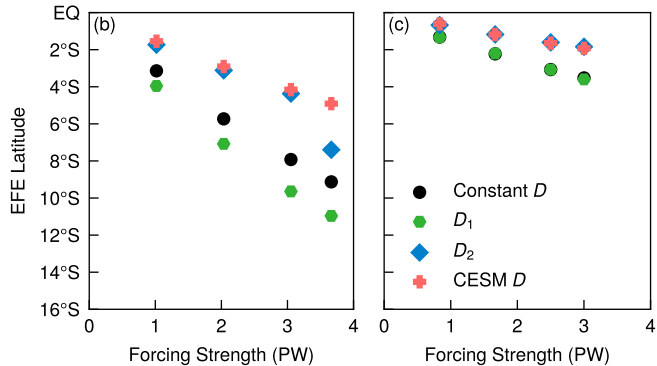 EQ
2°S
4°S
6°S
8°S
10°S
12°S
14°S
16°S
EFE Latitude
(b)
0 1 2 3 4
Forcing Strength (PW)
(c)
Constant D
D₁
D₂
CESM D
0 1 2 3 4
Forcing Strength (PW)